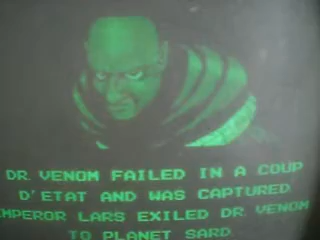 DR. VENOM FAILED IN A COUP
D'ETAT AND WAS CAPTURED
EMPEROR LARS EXILED DR. VENOM
TO PLANET SARD.